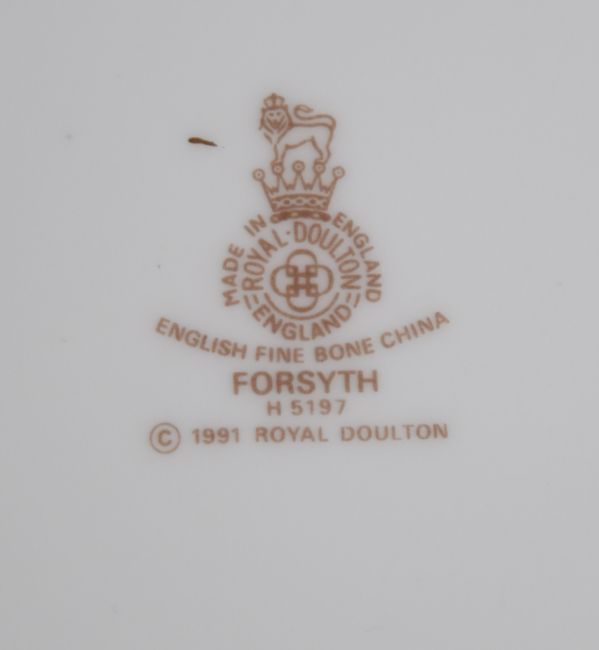 MADE IN ENGLAND
ROYAL·DOULTON
ENGLAND
ENGLISH FINE BONE CHINA
FORSYTH
H 5197
© 1991 ROYAL DOULTON